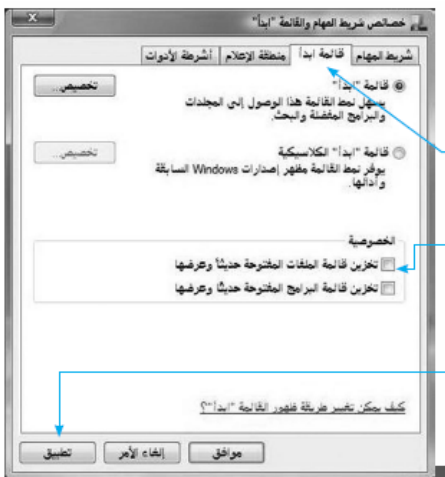 خصائص شريط المهام والقائمة "ابدأ"
شريط المهام
قائمة ابدأ
منطقة الإعلام
أشرطة الأدوات
قائمة "ابدأ"
تخصيص...
يسهل نمط القائمة هذا الوصول إلى المجلدات
والبرامج المفضلة والبحث.
قائمة "ابدأ" الكلاسيكية
تخصيص...
يوفر نمط القائمة مظهر إصدارات Windows السابقة
وأدائها.
الخصوصية
تخزين قائمة الملفات المفتوحة حديثاً وعرضها
تخزين قائمة البرامج المفتوحة حديثاً وعرضها
كيف يمكن تغيير طريقة ظهور القائمة "ابدأ"؟
موافق
إلغاء الأمر
تطبيق